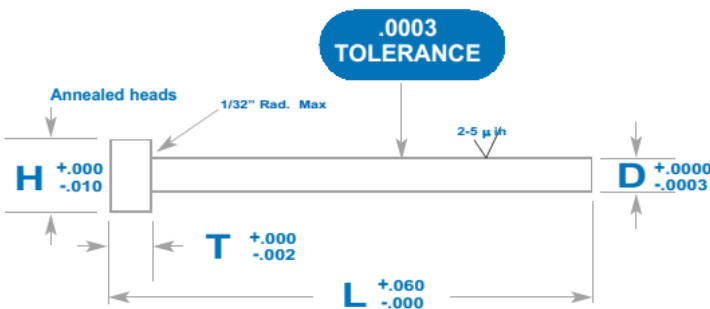 .0003
TOLERANCE
Annealed heads
1/32” Rad. Max
2-5 µ in
H +.000
-.010
D +.0000
-.0003
T +.000
-.002
L +.060
-.000